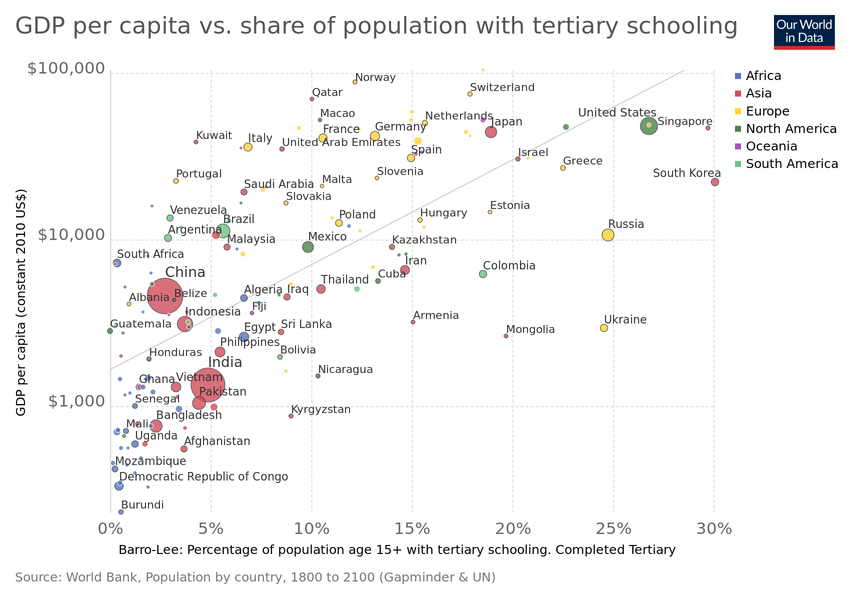 GDP per capita vs. share of population with tertiary schooling
Our World
in Data
$100,000
$10,000
$1,000
GDP per capita (constant 2010 US$)
Norway
Switzerland
Qatar
Macao
Netherlands
Japan
United States
Singapore
Kuwait
Italy
France
Germany
United Arab Emirates
Spain
Israel
Greece
South Korea
Portugal
Saudi Arabia
Malta
Slovenia
Slovakia
Estonia
Venezuela
Brazil
Poland
Hungary
Russia
Argentina
Malaysia
Mexico
Kazakhstan
South Africa
China
Iran
Colombia
Thailand
Cuba
Albania
Belize
Algeria
Iraq
Fiji
Indonesia
Armenia
Ukraine
Guatemala
Egypt
Sri Lanka
Mongolia
Philippines
Honduras
Bolivia
India
Nicaragua
Ghana
Vietnam
Pakistan
Senegal
Bangladesh
Kyrgyzstan
Mali
Uganda
Afghanistan
Mozambique
Democratic Republic of Congo
Burundi
0%
5%
10%
15%
20%
25%
30%
Barro-Lee: Percentage of population age 15+ with tertiary schooling. Completed Tertiary
Africa
Asia
Europe
North America
Oceania
South America
Source: World Bank, Population by country, 1800 to 2100 (Gapminder & UN)